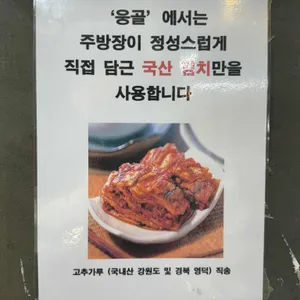 ‘웅골’ 에서는
주방장이 정성스럽게
직접 담근 국산 김치만을
사용합니다
고추가루 (국내산 강원도 및 경북 영덕) 직송